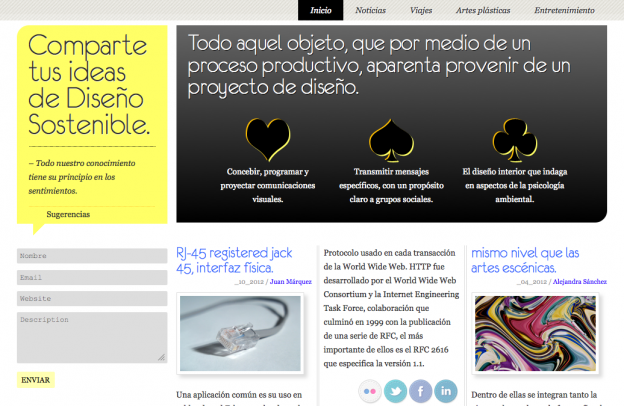 Inicio Noticias Viajes Artes plásticas Entretenimiento
Comparte
tus ideas
de Diseño
Sostenible.
– Todo nuestro conocimiento
tiene su principio en los
sentimientos.
Sugerencias
Todo aquel objeto, que por medio de un
proceso productivo, aparenta provenir de un
proyecto de diseño.
Concebir, programar y
proyectar comunicaciones
visuales.
Transmitir mensajes
específicos, con un propósito
claro a grupos sociales.
El diseño interior que indaga
en aspectos de la psicología
ambiental.
Nombre
Email
Website
Description
ENVIAR
RJ-45 registered jack
45, interfaz física.
_10_2012 / Juan Márquez
Una aplicación común es su uso en
Protocolo usado en cada transacción
de la World Wide Web. HTTP fue
desarrollado por el World Wide Web
Consortium y la Internet Engineering
Task Force, colaboración que
culminó en 1999 con la publicación
de una serie de RFC, el más
importante de ellos es el RFC 2616
que especifica la versión 1.1.
mismo nivel que las
artes escénicas.
_04_2012 / Alejandra Sánchez
Dentro de ellas se integran tanto la